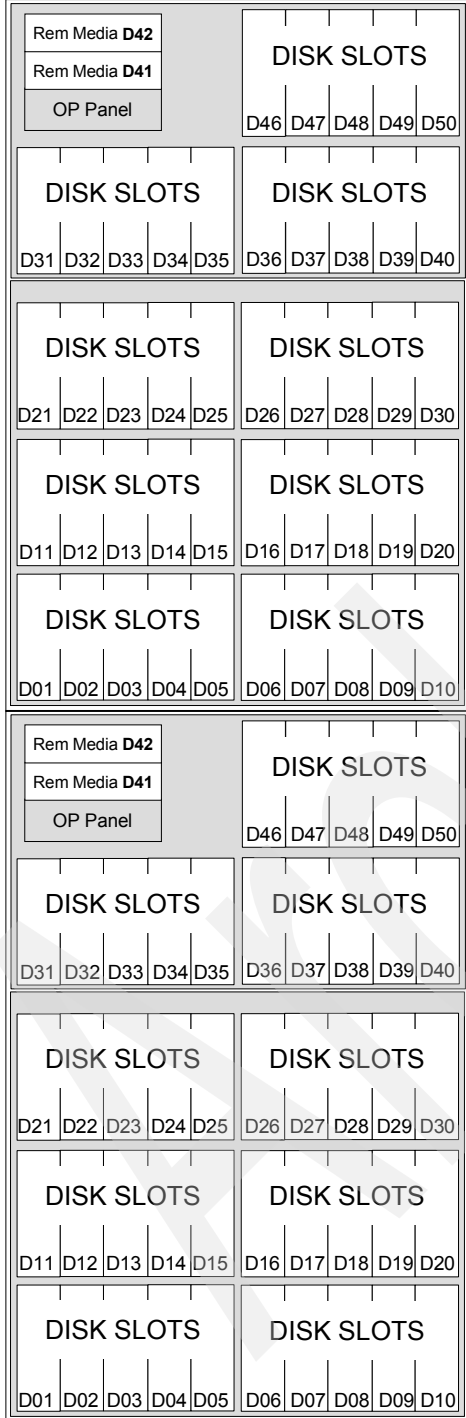 Rem Media D42
Rem Media D41
OP Panel
DISK SLOTS
D46 D47 D48 D49 D50
DISK SLOTS DISK SLOTS
D31 D32 D33 D34 D35 D36 D37 D38 D39 D40
DISK SLOTS DISK SLOTS
D21 D22 D23 D24 D25 D26 D27 D28 D29 D30
DISK SLOTS DISK SLOTS
D11 D12 D13 D14 D15 D16 D17 D18 D19 D20
DISK SLOTS DISK SLOTS
D01 D02 D03 D04 D05 D06 D07 D08 D09 D10
Rem Media D42
Rem Media D41
OP Panel
DISK SLOTS
D46 D47 D48 D49 D50
DISK SLOTS DISK SLOTS
D31 D32 D33 D34 D35 D36 D37 D38 D39 D40
DISK SLOTS DISK SLOTS
D21 D22 D23 D24 D25 D26 D27 D28 D29 D30
DISK SLOTS DISK SLOTS
D11 D12 D13 D14 D15 D16 D17 D18 D19 D20
DISK SLOTS DISK SLOTS
D01 D02 D03 D04 D05 D06 D07 D08 D09 D10